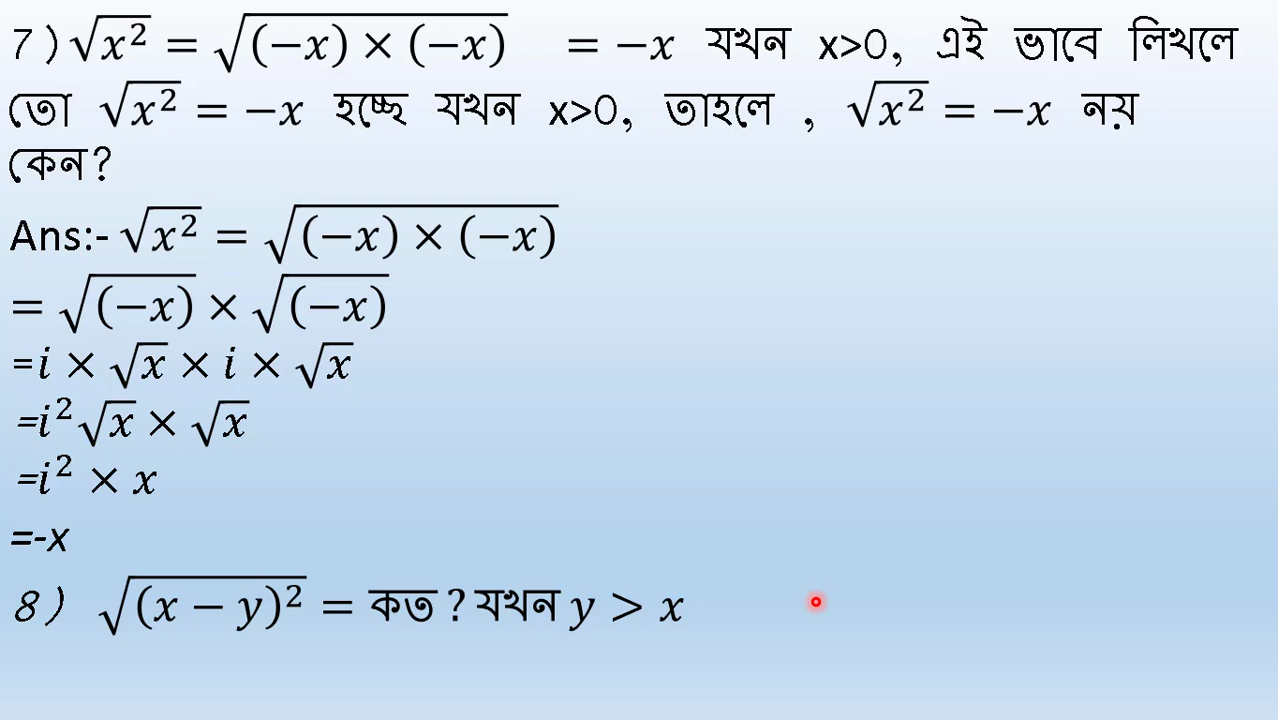 7) √x² = √(−x) × (−x) = −x যখন x>0, এই ভাবে লিখলে
তো √x² = −x হচ্ছে যখন x>0, তাহলে , √x² = −x নয়
কেন?
Ans:- √x² = √(−x) × (−x)
= √(−x) × √(−x)
=i × √x × i × √x
=i²√x × √x
=i² × x
=-x
8) √(x − y)² = কত ? যখন y > x